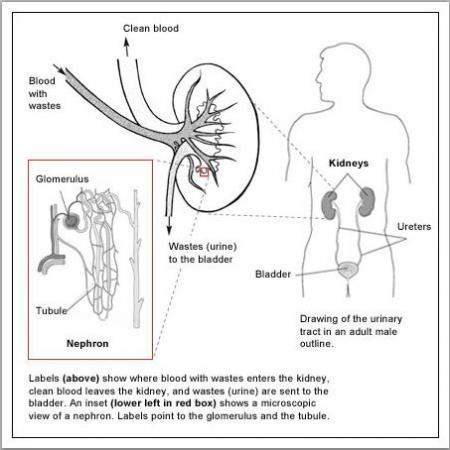 Clean blood
Blood
with
wastes
Kidneys
Glomerulus
Ureters
Wastes (urine)
to the bladder
Bladder
Tubule
Drawing of the urinary
tract in an adult male
outline.
Nephron
Labels (above) show where blood with wastes enters the kidney,
clean blood leaves the kidney, and wastes (urine) are sent to the
bladder. An inset (lower left in red box) shows a microscopic
view of a nephron. Labels point to the glomerulus and the tubule.